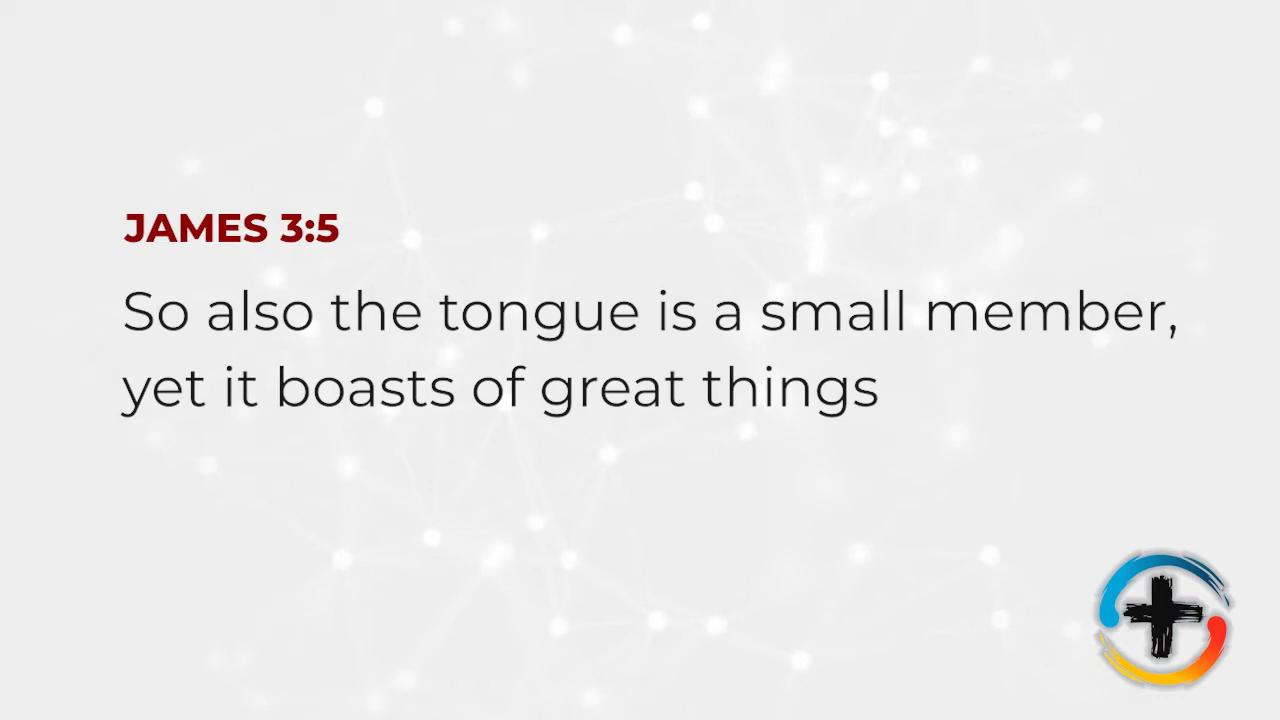 JAMES 3:5
So also the tongue is a small member,
yet it boasts of great things